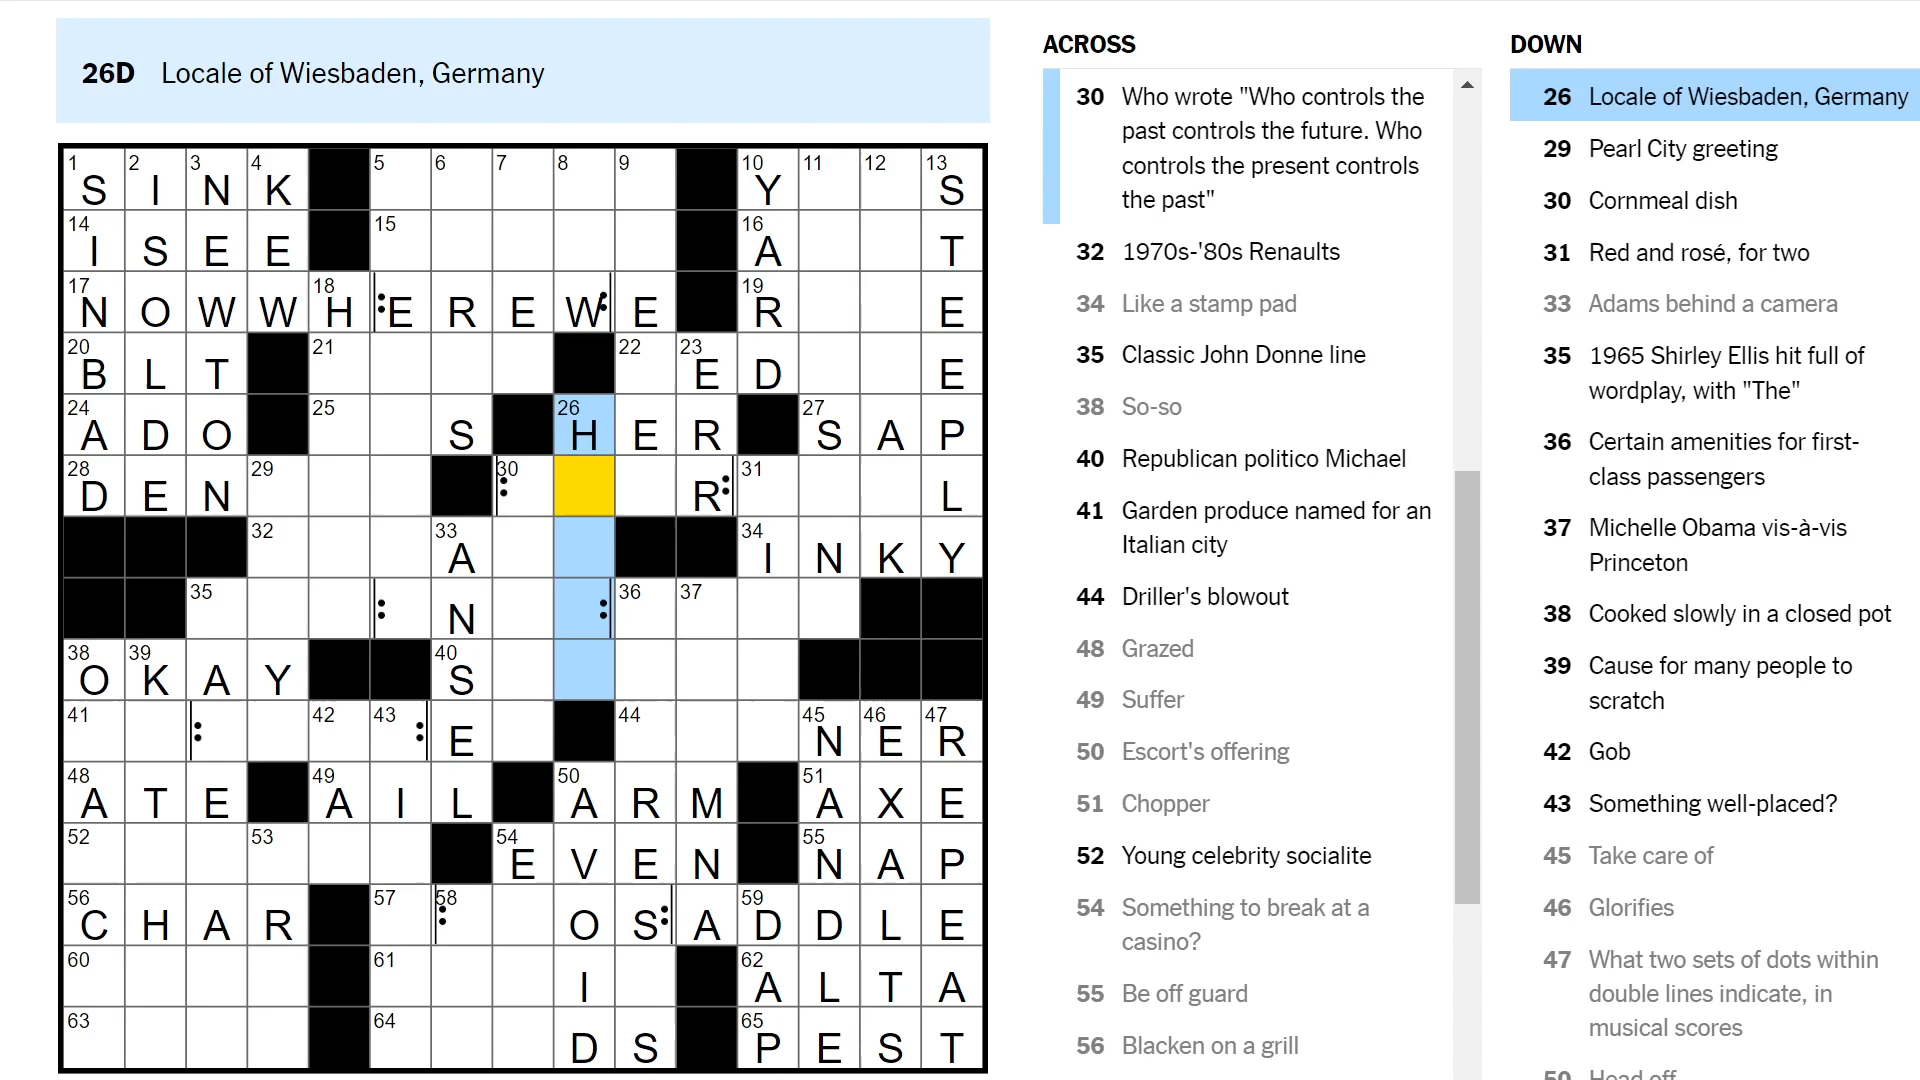 26D Locale of Wiesbaden, Germany
1 S 2 I 3 N 4 K 5 6 7 8 9 10 Y 11 12 13 S
14 I S E E 15 16 A T
17 N O W W 18 H E R E W E 19 R E
20 B L T 21 22 23 E D E
24 A D O 25 S 26 H E R 27 S A P
28 D E N 29 30 R 31 L
32 33 A 34 I N K Y
35 N 36 37
38 O 39 K A Y 40 S
41 42 43 E 44 45 N 46 E 47 R
48 A T E 49 A I L 50 A R M 51 A X E
52 53 54 E V E N 55 N A P
56 C H A R 57 58 O S A 59 D D L E
60 61 I 62 A L T A
63 64 D S 65 P E S T
ACROSS
30 Who wrote "Who controls the
past controls the future. Who
controls the present controls
the past"
32 1970s-'80s Renaults
34 Like a stamp pad
35 Classic John Donne line
38 So-so
40 Republican politico Michael
41 Garden produce named for an
Italian city
44 Driller's blowout
48 Grazed
49 Suffer
50 Escort's offering
51 Chopper
52 Young celebrity socialite
54 Something to break at a
casino?
55 Be off guard
56 Blacken on a grill
DOWN
26 Locale of Wiesbaden, Germany
29 Pearl City greeting
30 Cornmeal dish
31 Red and rosé, for two
33 Adams behind a camera
35 1965 Shirley Ellis hit full of
wordplay, with "The"
36 Certain amenities for first-
class passengers
37 Michelle Obama vis-à-vis
Princeton
38 Cooked slowly in a closed pot
39 Cause for many people to
scratch
42 Gob
43 Something well-placed?
45 Take care of
46 Glorifies
47 What two sets of dots within
double lines indicate, in
musical scores
50 Head off